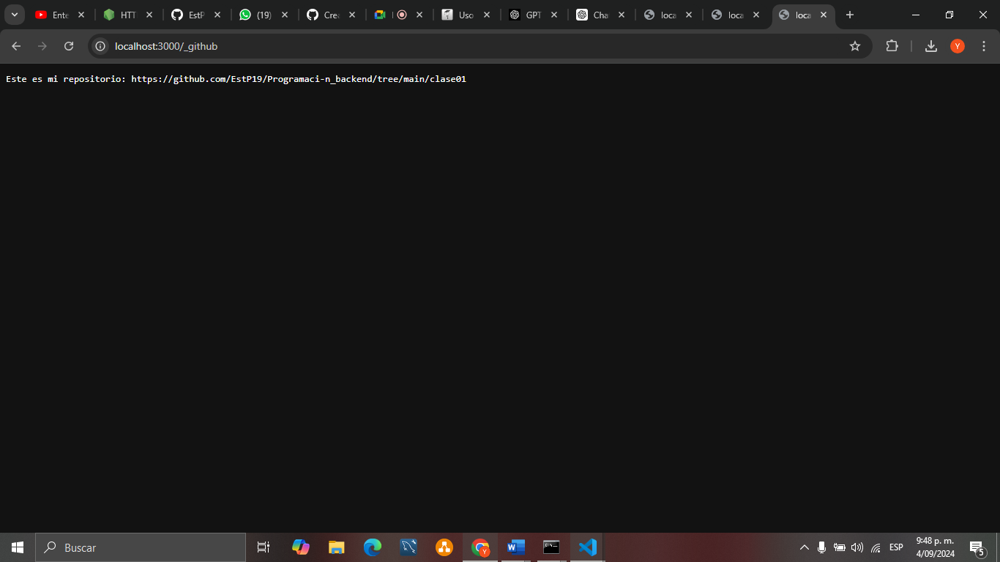 Ente
HTT
EstP
(19)
Crea
Uso
GPT
Cha
loca
loca
loca
localhost:3000/_github
Y
Este es mi repositorio: https://github.com/EstP19/Programaci-n_backend/tree/main/clase01
Buscar
ESP
9:48 p. m.
4/09/2024
5